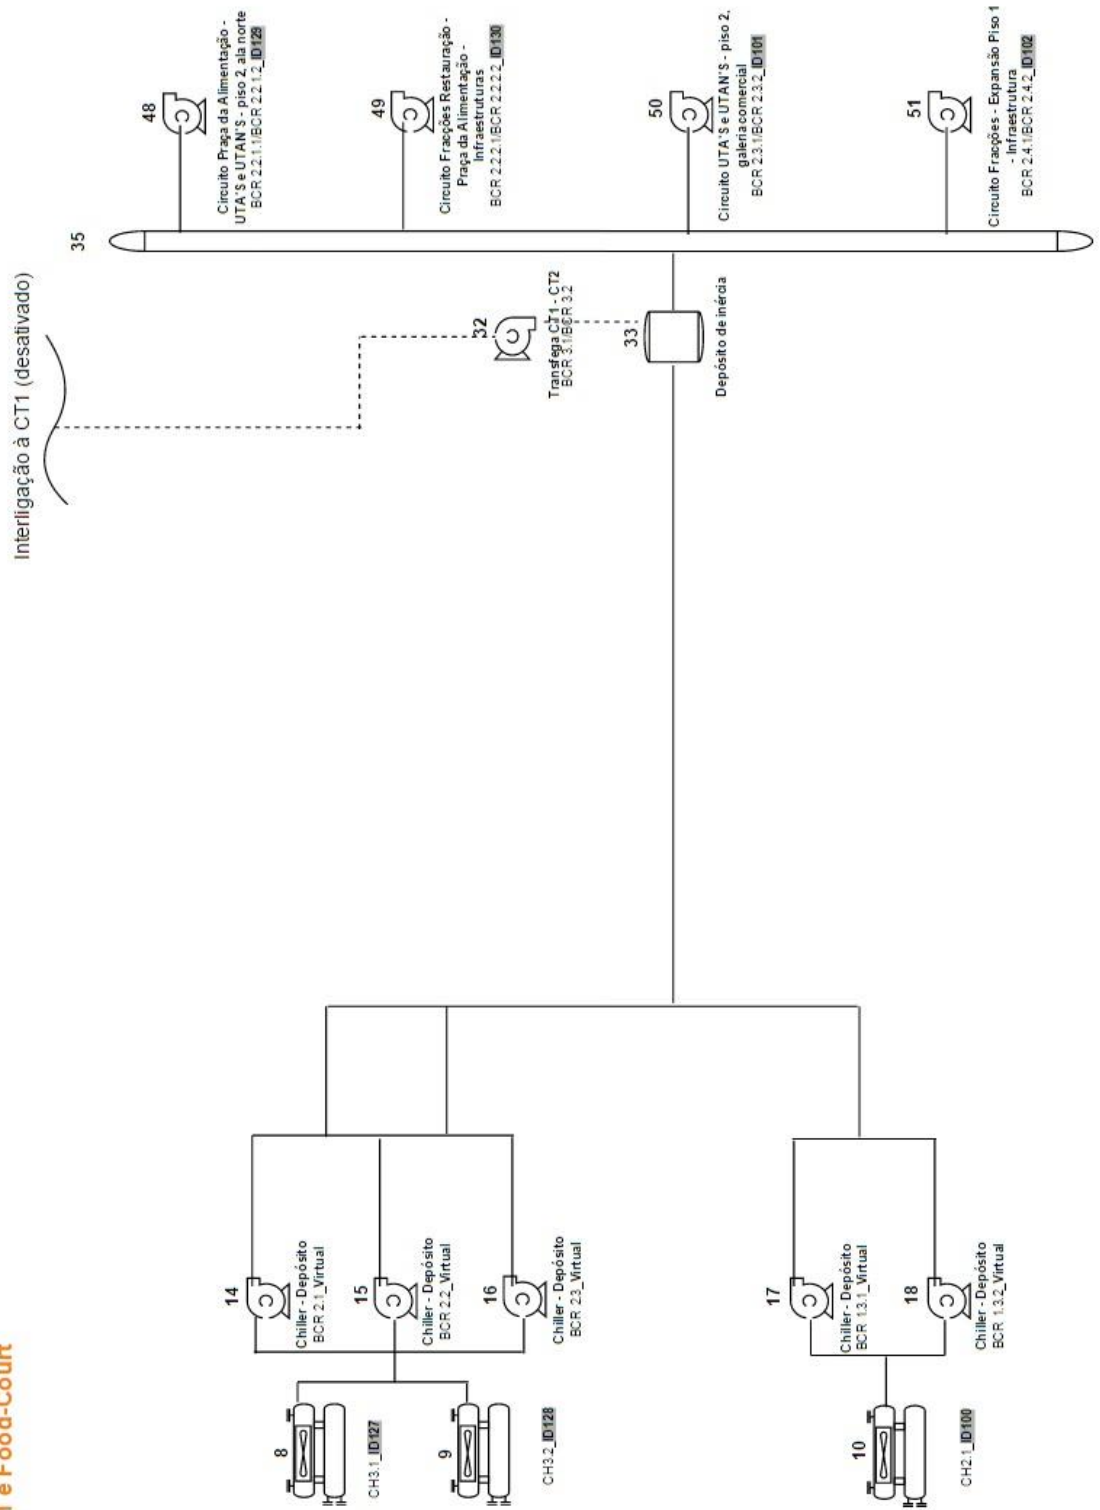 l e Food-Court
Interligação à CT1 (desativado)
35
48
Circuito Praça da Alimentação -
UTA'S e UTAN'S - piso 2, ala norte
BCR 2.2.1.1/BCR 2.2.1.2_ID129
49
Circuito Fracções Restauração -
Praça da Alimentação -
Infraestruturas
BCR 2.2.2.1/BCR 2.2.2.2_ID130
50
Circuito UTA'S e UTAN'S - piso 2,
galeria comercial
BCR 2.3.1/BCR 2.3.2_ID101
51
Circuito Fracções - Expansão Piso 1
- Infraestrutura
BCR 2.4.1/BCR 2.4.2_ID102
32
Transfega CT1 - CT2
BCR 3.1/BCR 3.2
33
Depósito de inércia
14
Chiller - Depósito
BCR 2.1_Virtual
15
Chiller - Depósito
BCR 2.2_Virtual
16
Chiller - Depósito
BCR 2.3_Virtual
17
Chiller - Depósito
BCR 1.3.1_Virtual
18
Chiller - Depósito
BCR 1.3.2_Virtual
8
CH3.1_ID127
9
CH3.2_ID128
10
CH2.1_ID100